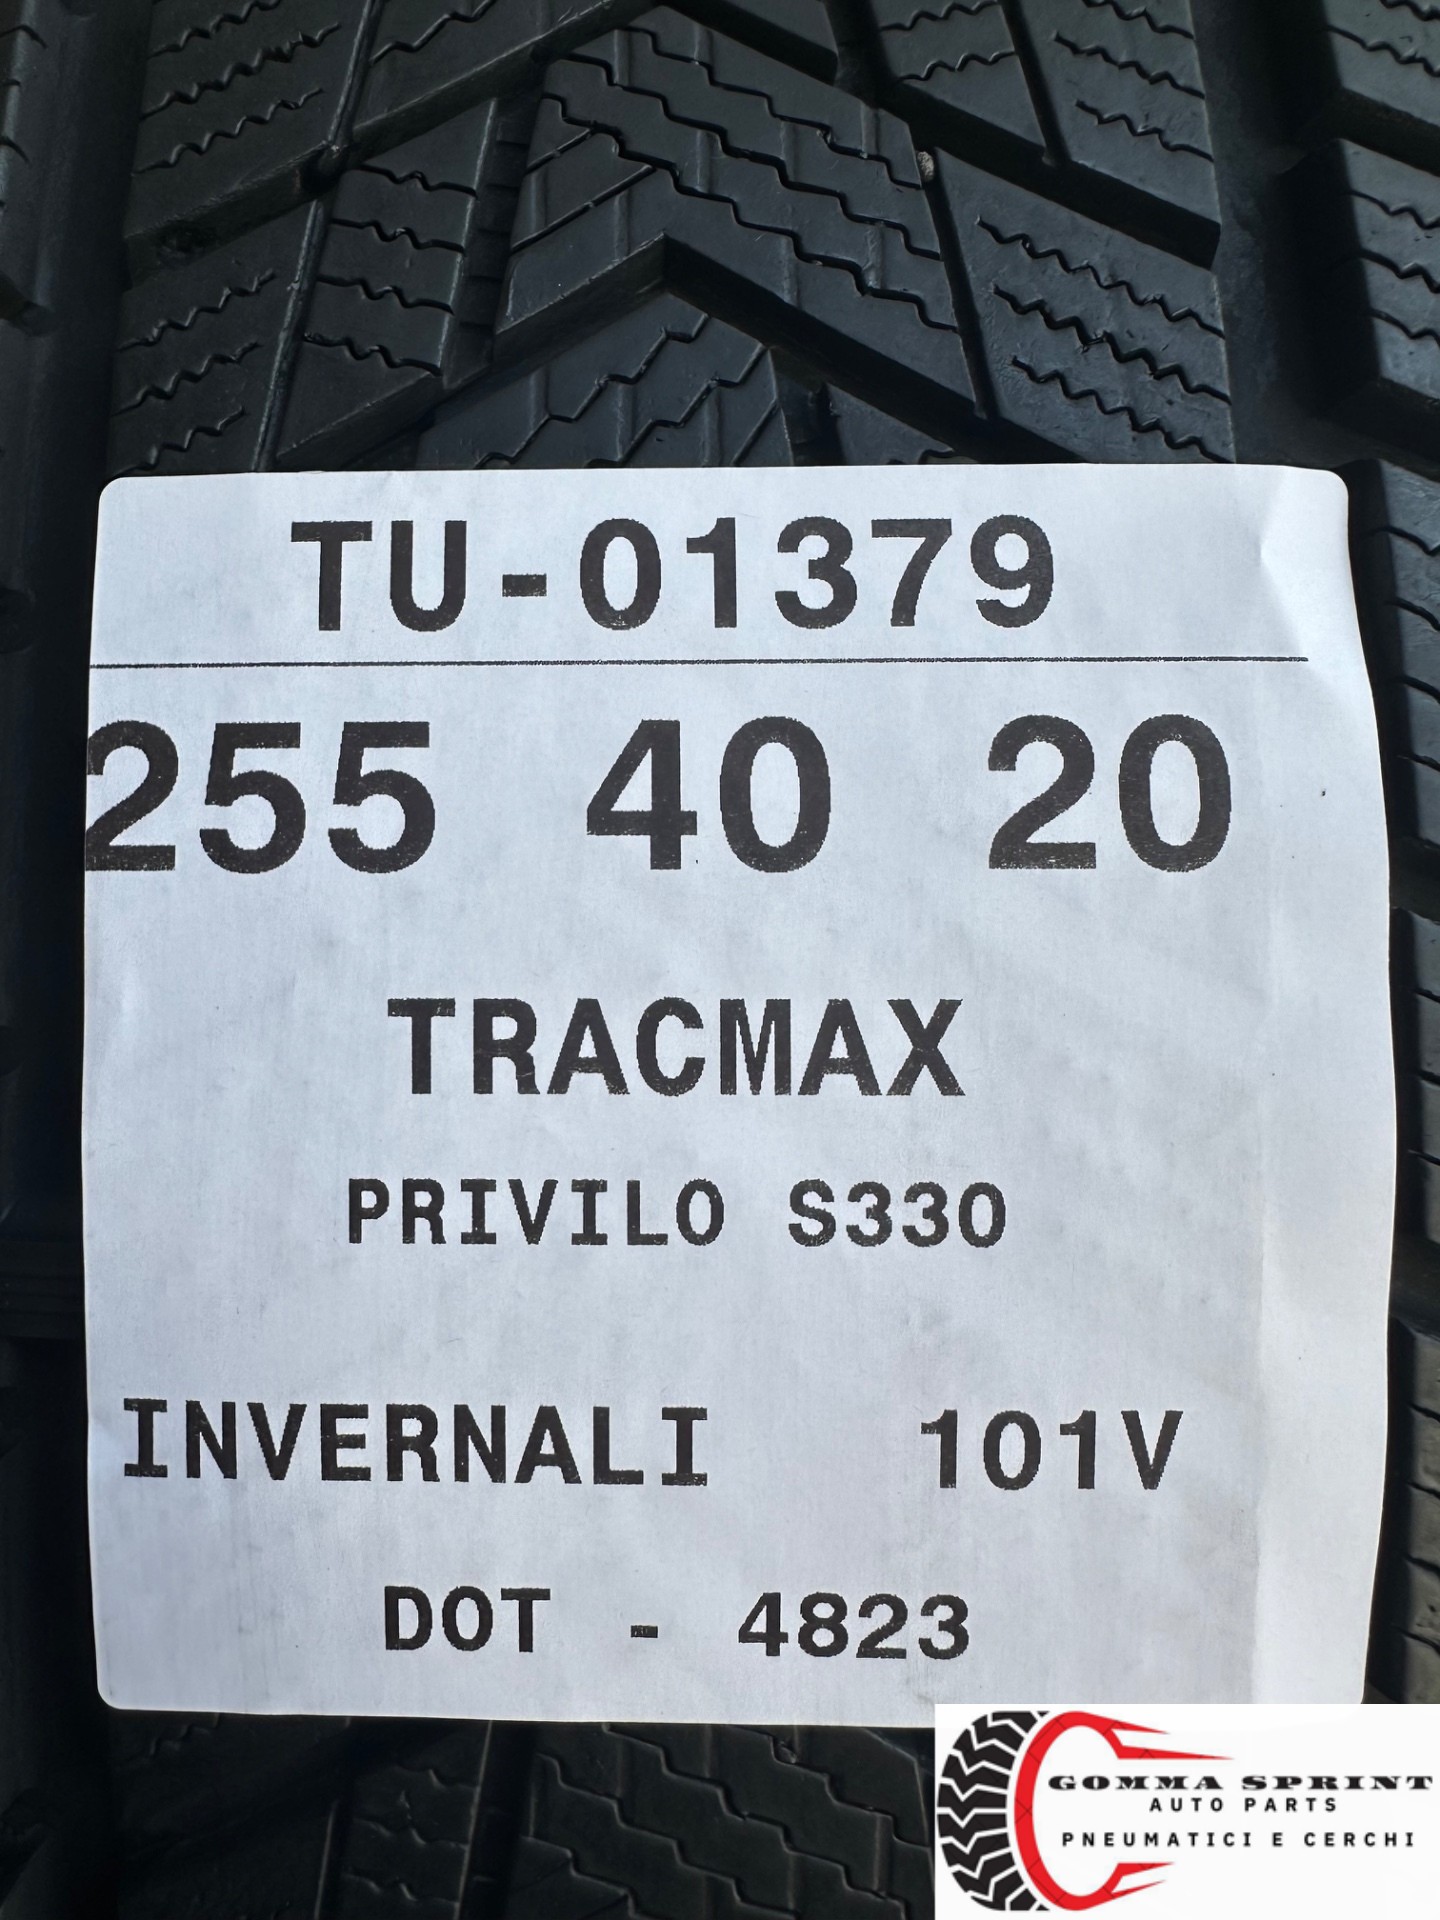 TU-01379
255 40 20
TRACMAX
PRIVILO S330
INVERNALI 101V
DOT - 4823
GOMMA SPRINT
AUTO PARTS
PNEUMATICI E CERCHI